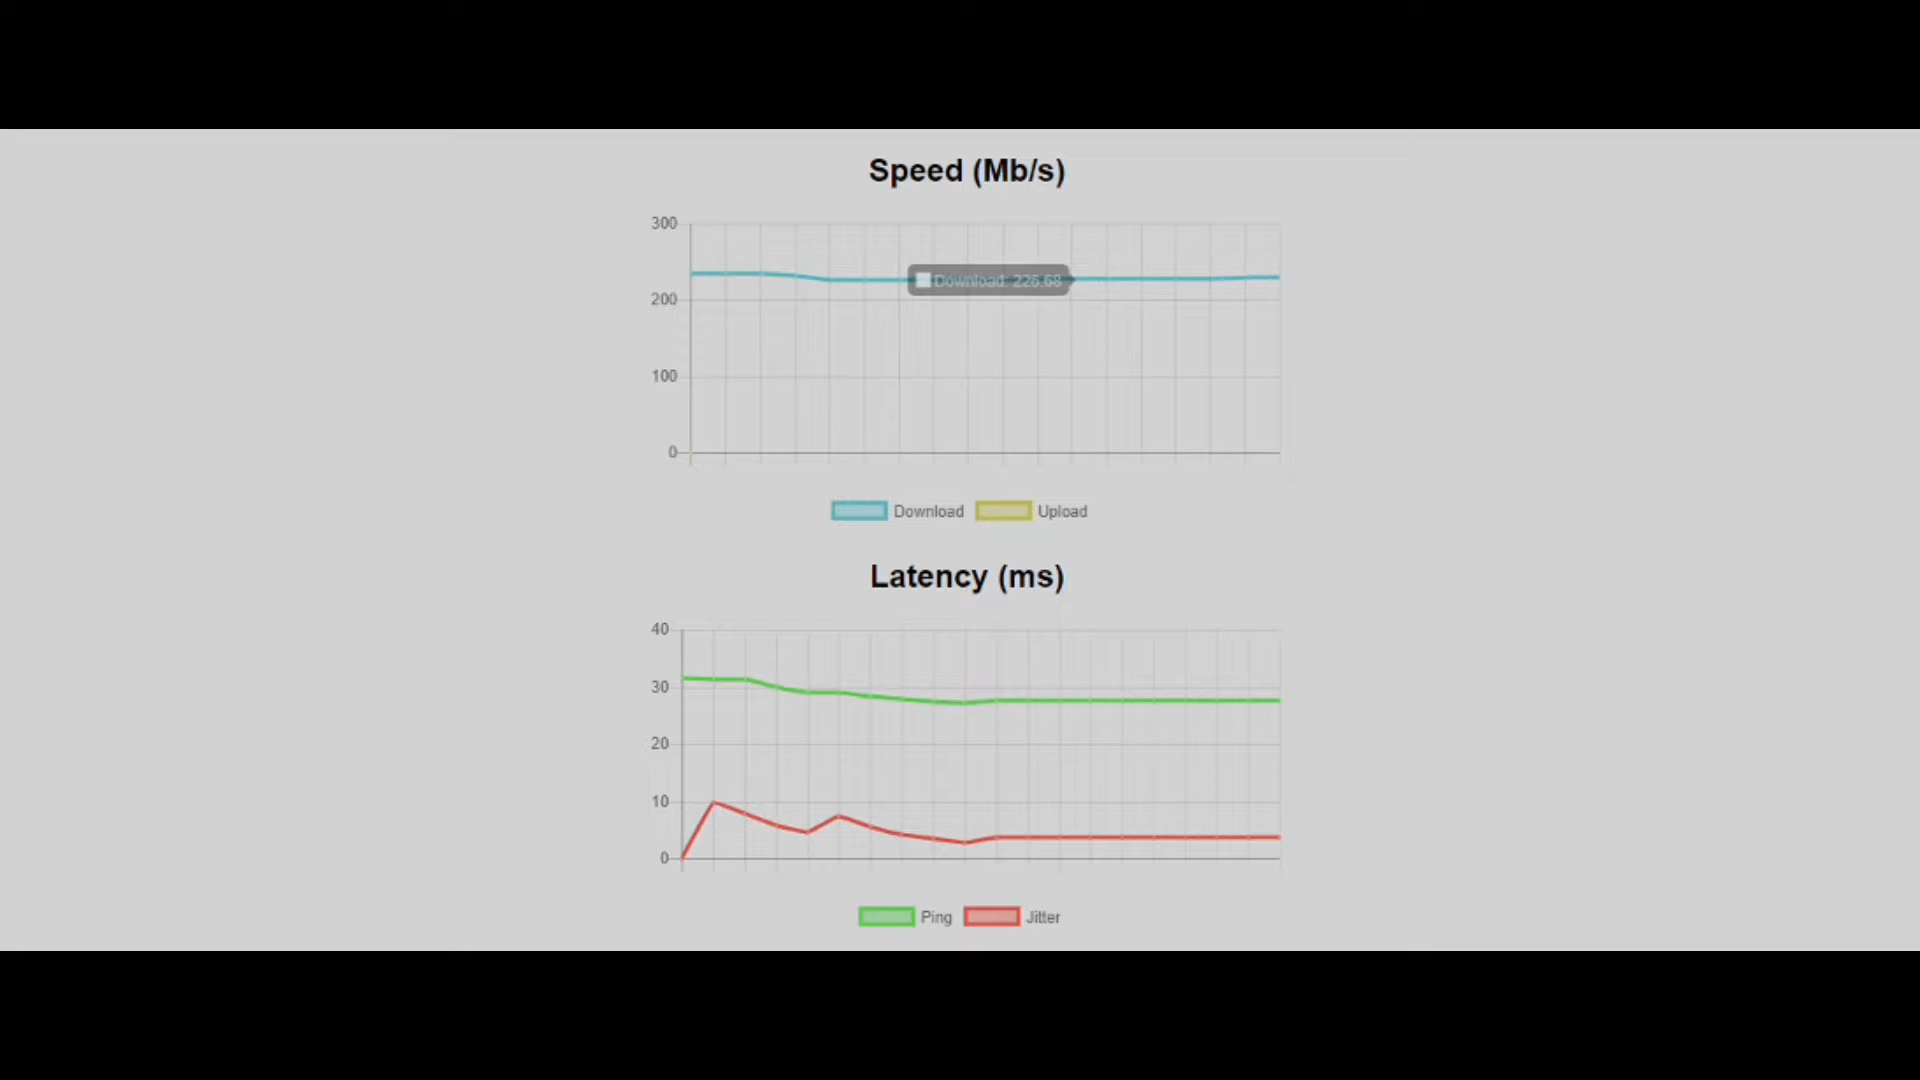 Speed (Mb/s)
300
Download: 226.68
200
100
0
Download Upload
Latency (ms)
40
30
20
10
0
Ping Jitter